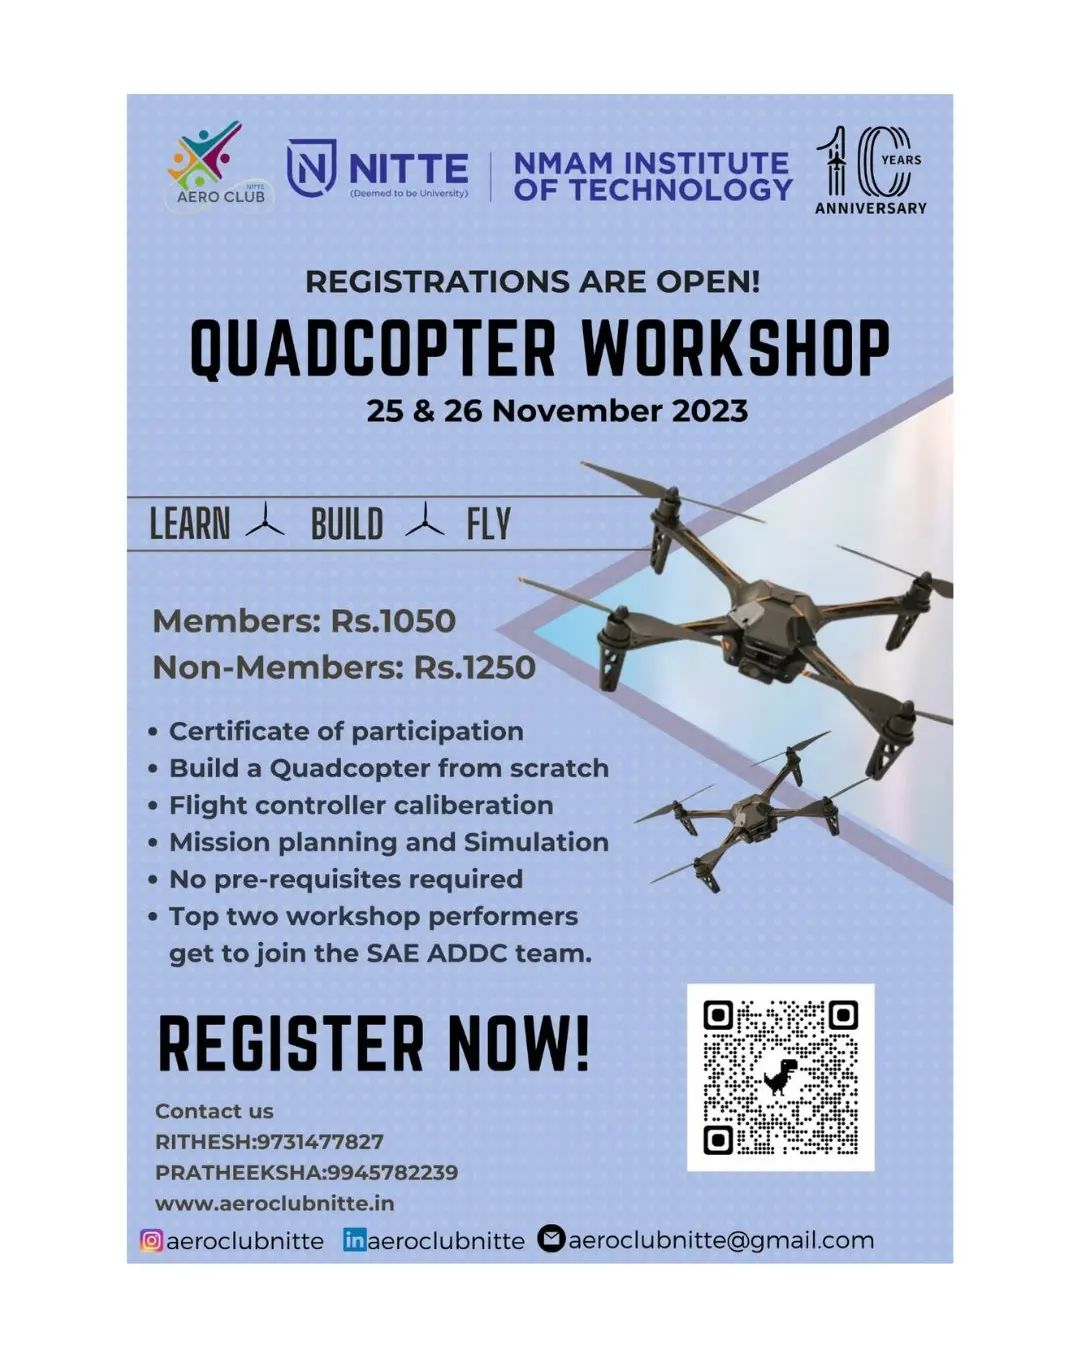 NITTE
AERO CLUB
NITTE
(Deemed to be University)
NMAM INSTITUTE
OF TECHNOLOGY
10
YEARS
ANNIVERSARY
REGISTRATIONS ARE OPEN!
QUADCOPTER WORKSHOP
25 & 26 November 2023
LEARN BUILD FLY
Members: Rs.1050
Non-Members: Rs.1250
• Certificate of participation
• Build a Quadcopter from scratch
• Flight controller caliberation
• Mission planning and Simulation
• No pre-requisites required
• Top two workshop performers
get to join the SAE ADDC team.
REGISTER NOW!
Contact us
RITHESH:9731477827
PRATHEEKSHA:9945782239
www.aeroclubnitte.in
aeroclubnitte in aeroclubnitte aeroclubnitte@gmail.com